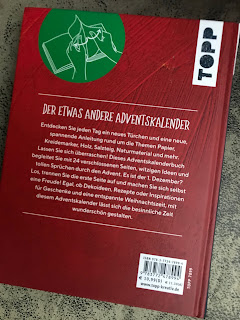 TOPP
DER ETWAS ANDERE ADVENTSKALENDER
Entdecken Sie jeden Tag ein neues Türchen und eine neue,
spannende Anleitung rund um die Themen Papier,
Kreidemarker, Holz, Salzteig, Naturmaterial und mehr.
Lassen Sie sich überraschen! Dieses Adventskalenderbuch
begleitet Sie mit 24 verschlossenen Seiten, witzigen Ideen und
tollen Sprüchen durch den Advent. Es ist der 1. Dezember?
Los, trennen Sie die erste Seite auf und machen Sie sich selbst
eine Freude! Egal, ob Dekoideen, Rezepte oder Inspirationen
für Geschenke und eine entspannte Weihnachtszeit, mit
diesem Adventskalender lässt sich die besinnliche Zeit
wunderschön gestalten.
TOPP 7699
www.topp-kreativ.de